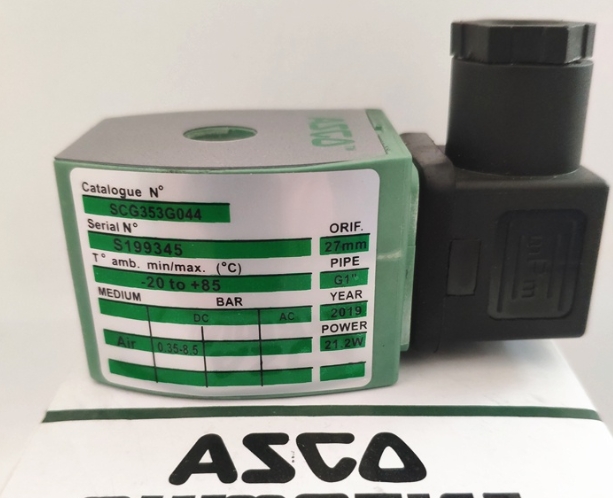 ASCO
Catalogue N°
SCG353G044
Serial N°
S199345
T° amb. min/max. (°C)
-20 to +85
MEDIUM BAR
DC AC
Air 0,35-8,5
ORIF.
27mm
PIPE
G1"
YEAR
2019
POWER
21.2W
ASCO